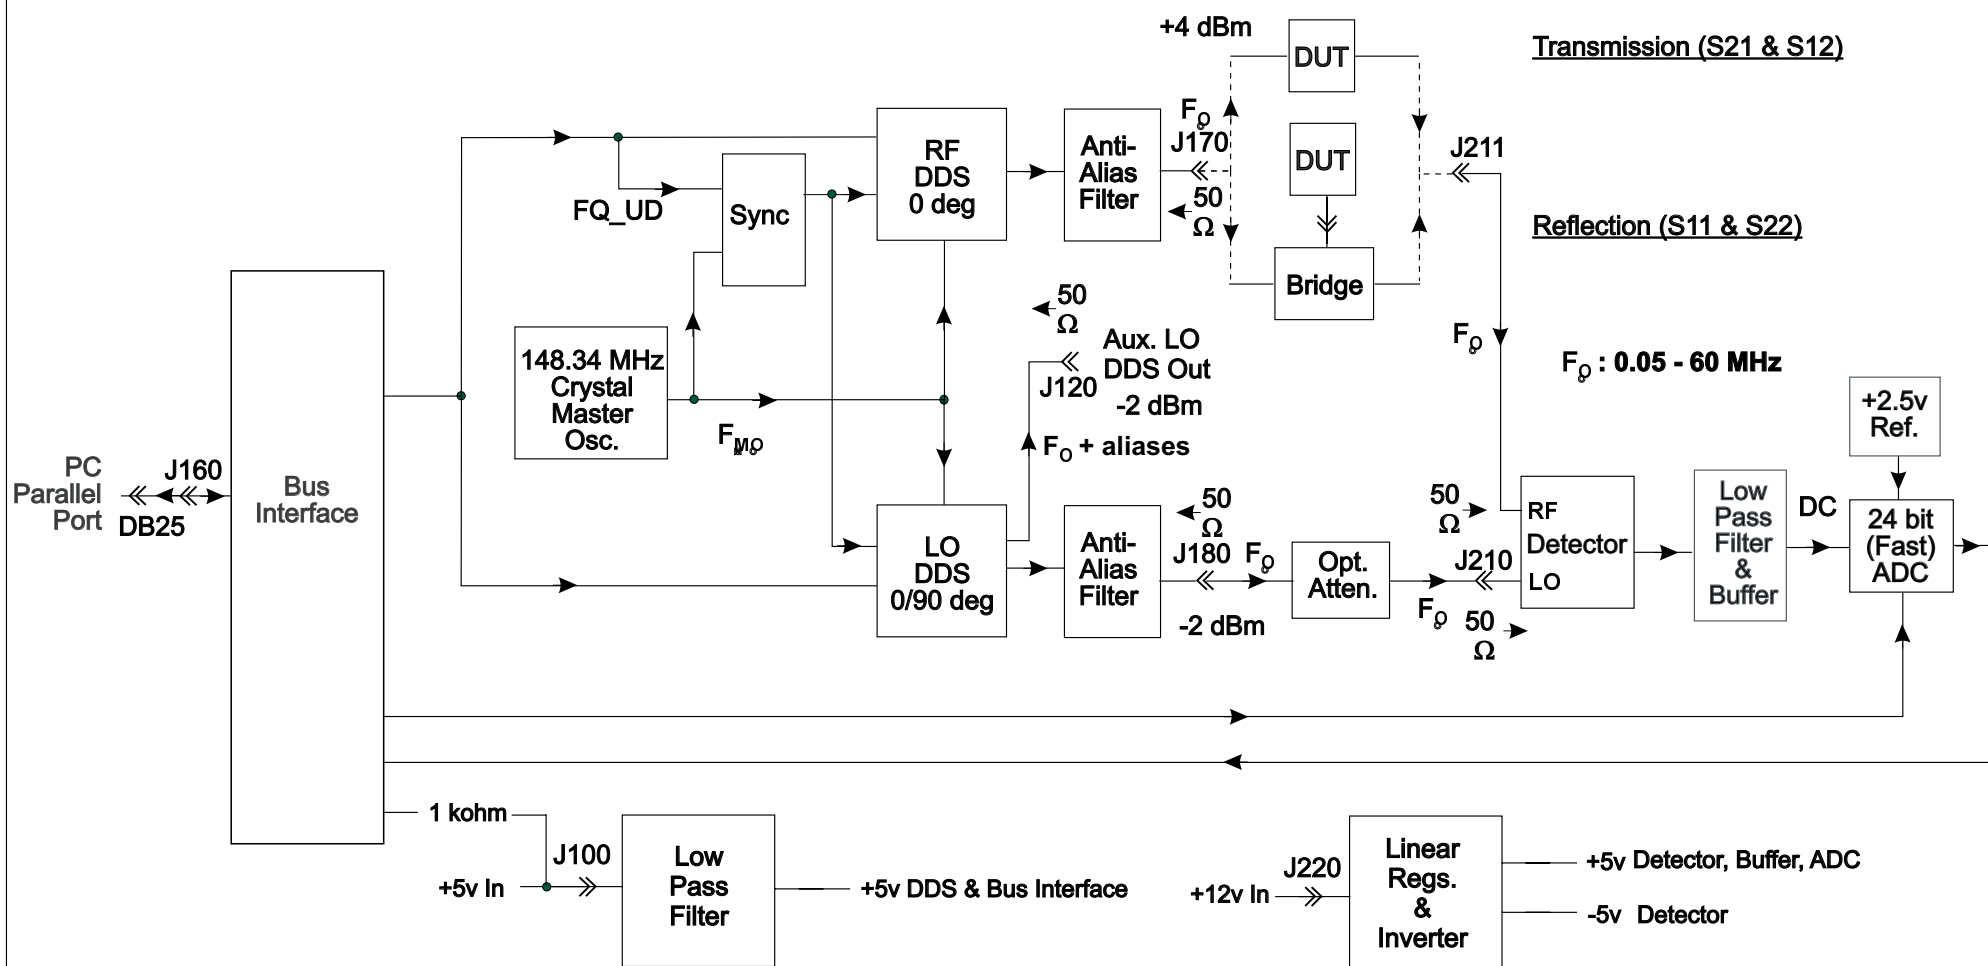 +4 dBm
DUT
Transmission (S21 & S12)
FO
J170
50
Ω
DUT
J211
Reflection (S11 & S22)
Bridge
RF
DDS
0 deg
Anti-
Alias
Filter
FQ_UD
Sync
148.34 MHz
Crystal
Master
Osc.
FMO
50
Ω
Aux. LO
DDS Out
J120
-2 dBm
FO + aliases
FO
FO : 0.05 - 60 MHz
+2.5v
Ref.
PC
Parallel
Port
J160
DB25
Bus
Interface
LO
DDS
0/90 deg
Anti-
Alias
Filter
50
Ω
J180
FO
-2 dBm
Opt.
Atten.
50
Ω
J210
FO
50
Ω
RF
Detector
LO
Low
Pass
Filter
&
Buffer
DC
24 bit
(Fast)
ADC
1 kohm
J100
+5v In
Low
Pass
Filter
+5v DDS & Bus Interface
J220
+12v In
Linear
Regs.
&
Inverter
+5v Detector, Buffer, ADC
-5v Detector